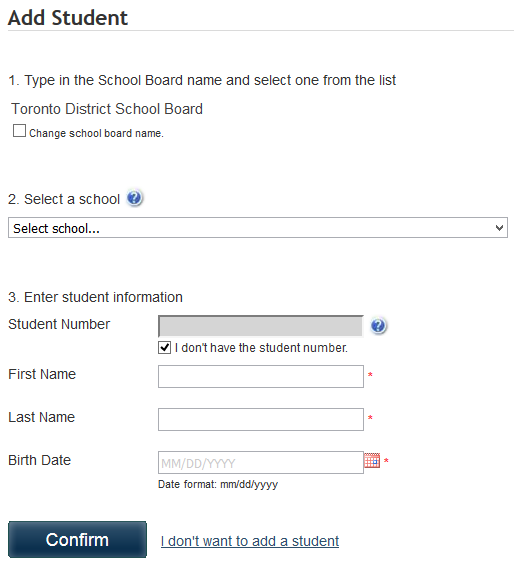 Add Student
1. Type in the School Board name and select one from the list
Toronto District School Board
Change school board name.
2. Select a school ?
Select school...
3. Enter student information
Student Number ?
I don't have the student number.
First Name *
Last Name *
Birth Date MM/DD/YYYY *
Date format: mm/dd/yyyy
Confirm I don't want to add a student